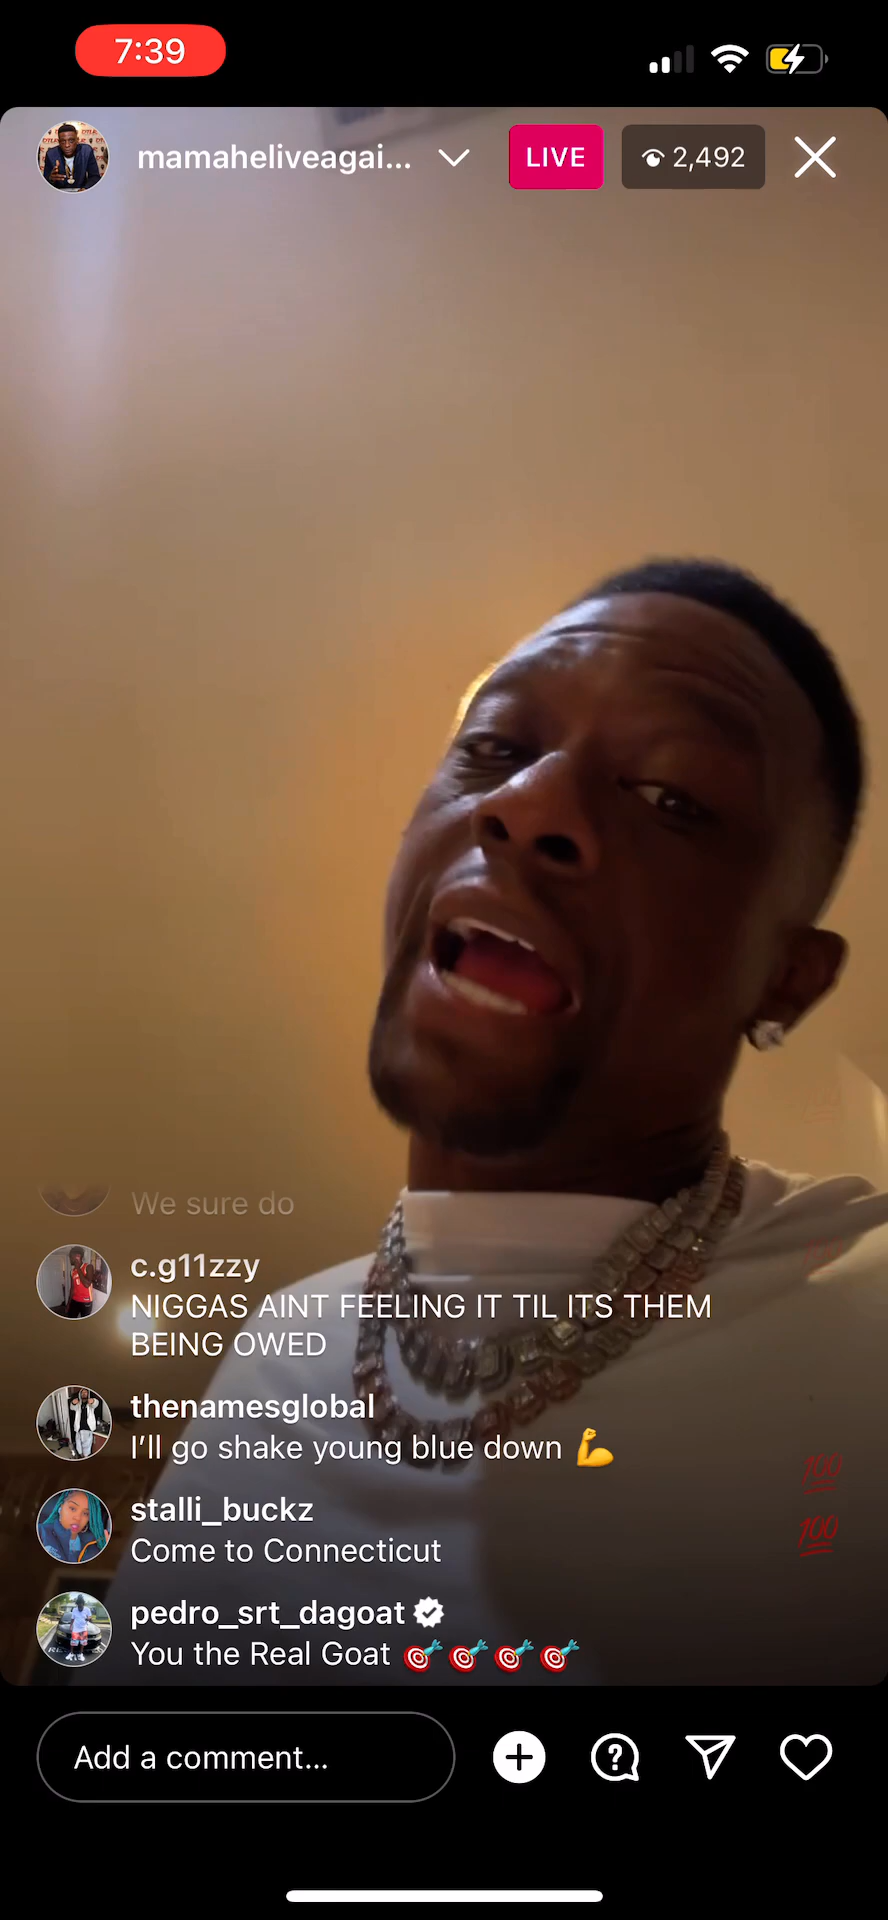 7:39
mamaheliveagai...
LIVE
2,492
We sure do
c.g11zzy
NIGGAS AINT FEELING IT TIL ITS THEM
BEING OWED
thenamesglobal
I'll go shake young blue down 💪
stalli_buckz
Come to Connecticut
💯
💯
pedro_srt_dagoat
You the Real Goat 🎯🎯🎯🎯
Add a comment...